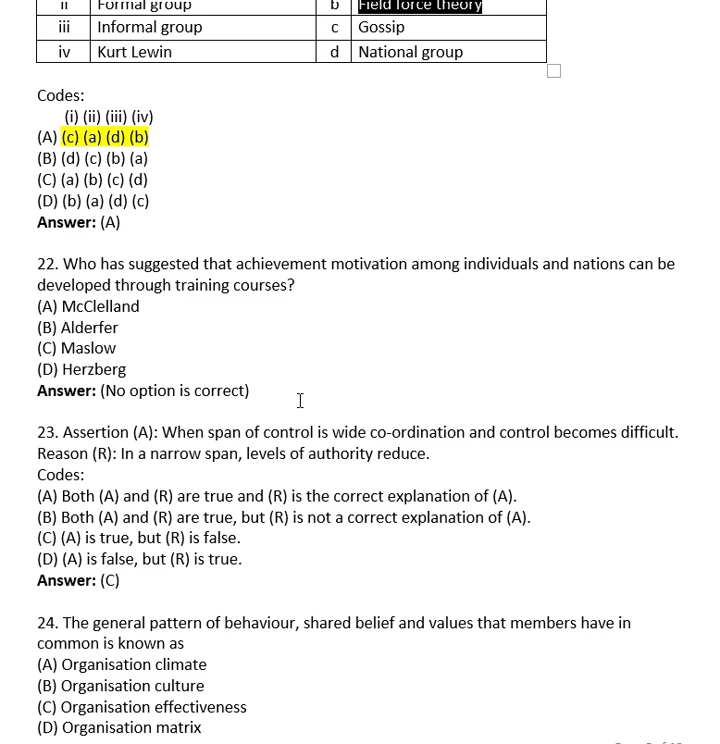 ii Formal group b Field force theory
iii Informal group c Gossip
iv Kurt Lewin d National group
Codes:
(i) (ii) (iii) (iv)
(A) (c) (a) (d) (b)
(B) (d) (c) (b) (a)
(C) (a) (b) (c) (d)
(D) (b) (a) (d) (c)
Answer: (A)
22. Who has suggested that achievement motivation among individuals and nations can be
developed through training courses?
(A) McClelland
(B) Alderfer
(C) Maslow
(D) Herzberg
Answer: (No option is correct)
23. Assertion (A): When span of control is wide co-ordination and control becomes difficult.
Reason (R): In a narrow span, levels of authority reduce.
Codes:
(A) Both (A) and (R) are true and (R) is the correct explanation of (A).
(B) Both (A) and (R) are true, but (R) is not a correct explanation of (A).
(C) (A) is true, but (R) is false.
(D) (A) is false, but (R) is true.
Answer: (C)
24. The general pattern of behaviour, shared belief and values that members have in
common is known as
(A) Organisation climate
(B) Organisation culture
(C) Organisation effectiveness
(D) Organisation matrix